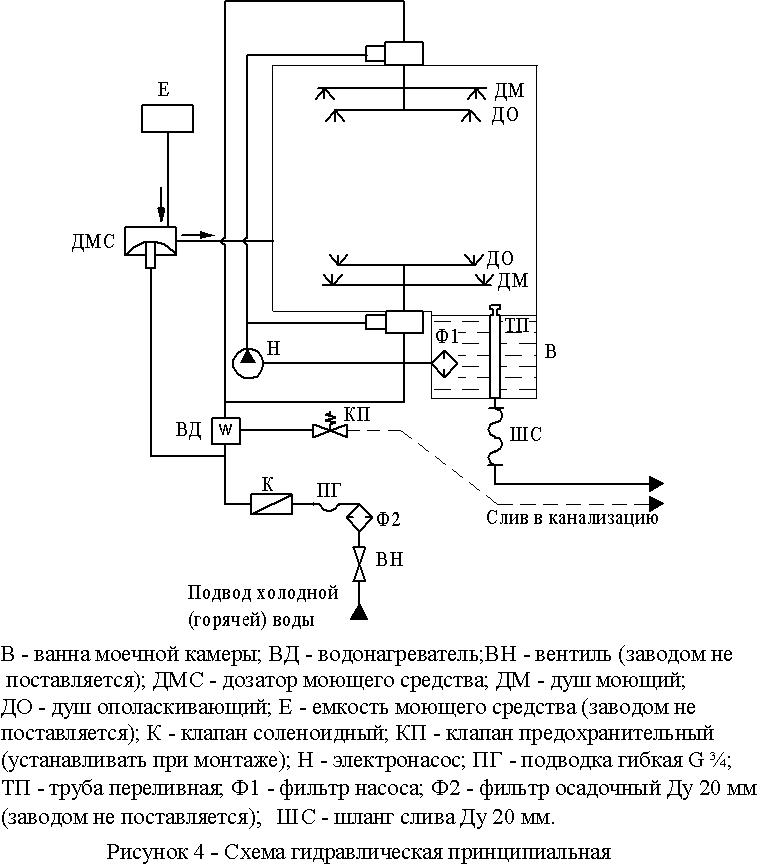 Е
ДМ
ДО
ДМС
ДО
ДМ
ТП
Н
Ф1
В
КП
ВД
W
ШС
К
ПГ
Ф2
Слив в канализацию
ВН
Подвод холодной
(горячей) воды
В - ванна моечной камеры; ВД - водонагреватель;ВН - вентиль (заводом не
поставляется); ДМС - дозатор моющего средства; ДМ - душ моющий;
ДО - душ ополаскивающий; Е - емкость моющего средства (заводом не
поставляется); К - клапан соленоидный; КП - клапан предохранительный
(устанавливать при монтаже); Н - электронасос; ПГ - подводка гибкая G ¾;
ТП - труба переливная; Ф1 - фильтр насоса; Ф2 - фильтр осадочный Ду 20 мм
(заводом не поставляется); ШС - шланг слива Ду 20 мм.
Рисунок 4 - Схема гидравлическая принципиальная